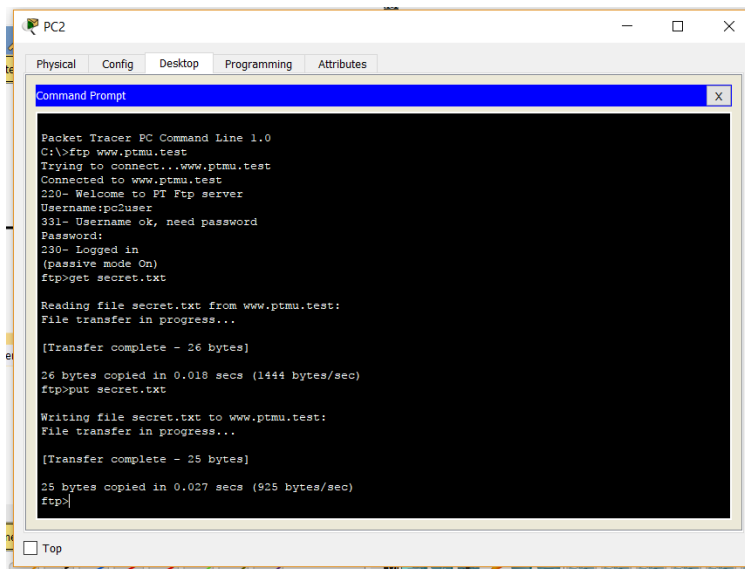 PC2
Physical Config Desktop Programming Attributes
Command Prompt
X
Packet Tracer PC Command Line 1.0
C:\>ftp www.ptmu.test
Trying to connect...www.ptmu.test
Connected to www.ptmu.test
220- Welcome to PT Ftp server
Username:pc2user
331- Username ok, need password
Password:
230- Logged in
(passive mode On)
ftp>get secret.txt
Reading file secret.txt from www.ptmu.test:
File transfer in progress...
[Transfer complete - 26 bytes]
26 bytes copied in 0.018 secs (1444 bytes/sec)
ftp>put secret.txt
Writing file secret.txt to www.ptmu.test:
File transfer in progress...
[Transfer complete - 25 bytes]
25 bytes copied in 0.027 secs (925 bytes/sec)
ftp>
Top